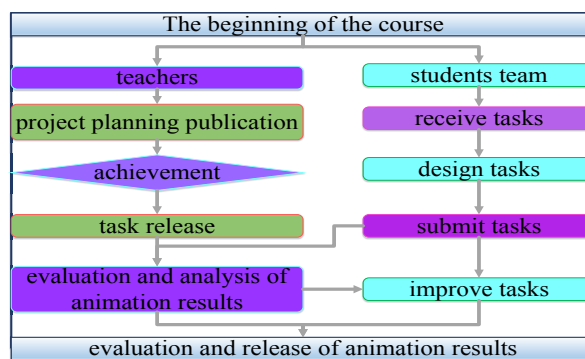 The beginning of the course
teachers
students team
project planning publication
receive tasks
achievement
design tasks
task release
submit tasks
evaluation and analysis of
animation results
improve tasks
evaluation and release of animation results